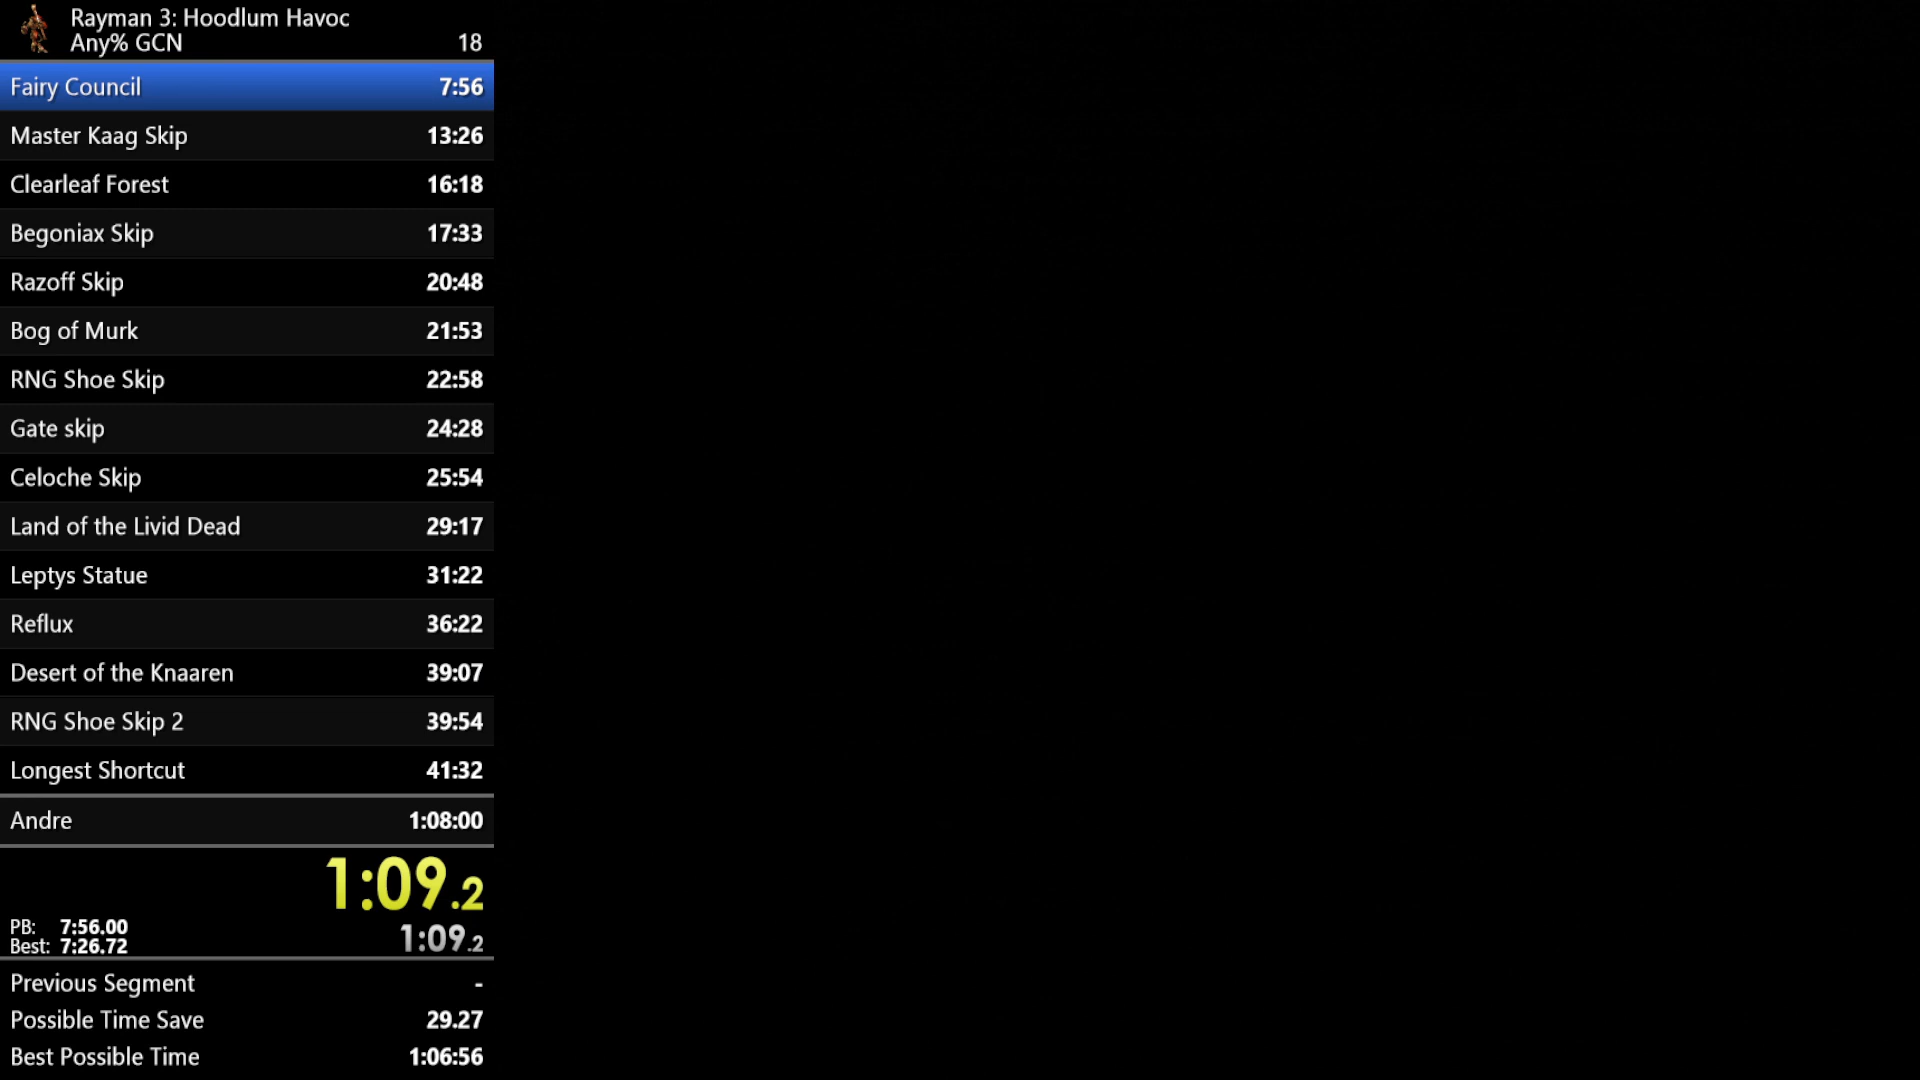 Rayman 3: Hoodlum Havoc
Any% GCN 18
Fairy Council 7:56
Master Kaag Skip 13:26
Clearleaf Forest 16:18
Begoniax Skip 17:33
Razoff Skip 20:48
Bog of Murk 21:53
RNG Shoe Skip 22:58
Gate skip 24:28
Celoche Skip 25:54
Land of the Livid Dead 29:17
Leptys Statue 31:22
Reflux 36:22
Desert of the Knaaren 39:07
RNG Shoe Skip 2 39:54
Longest Shortcut 41:32
Andre 1:08:00
1:09.2
PB: 7:56.00
Best: 7:26.72
1:09.2
Previous Segment -
Possible Time Save 29.27
Best Possible Time 1:06:56